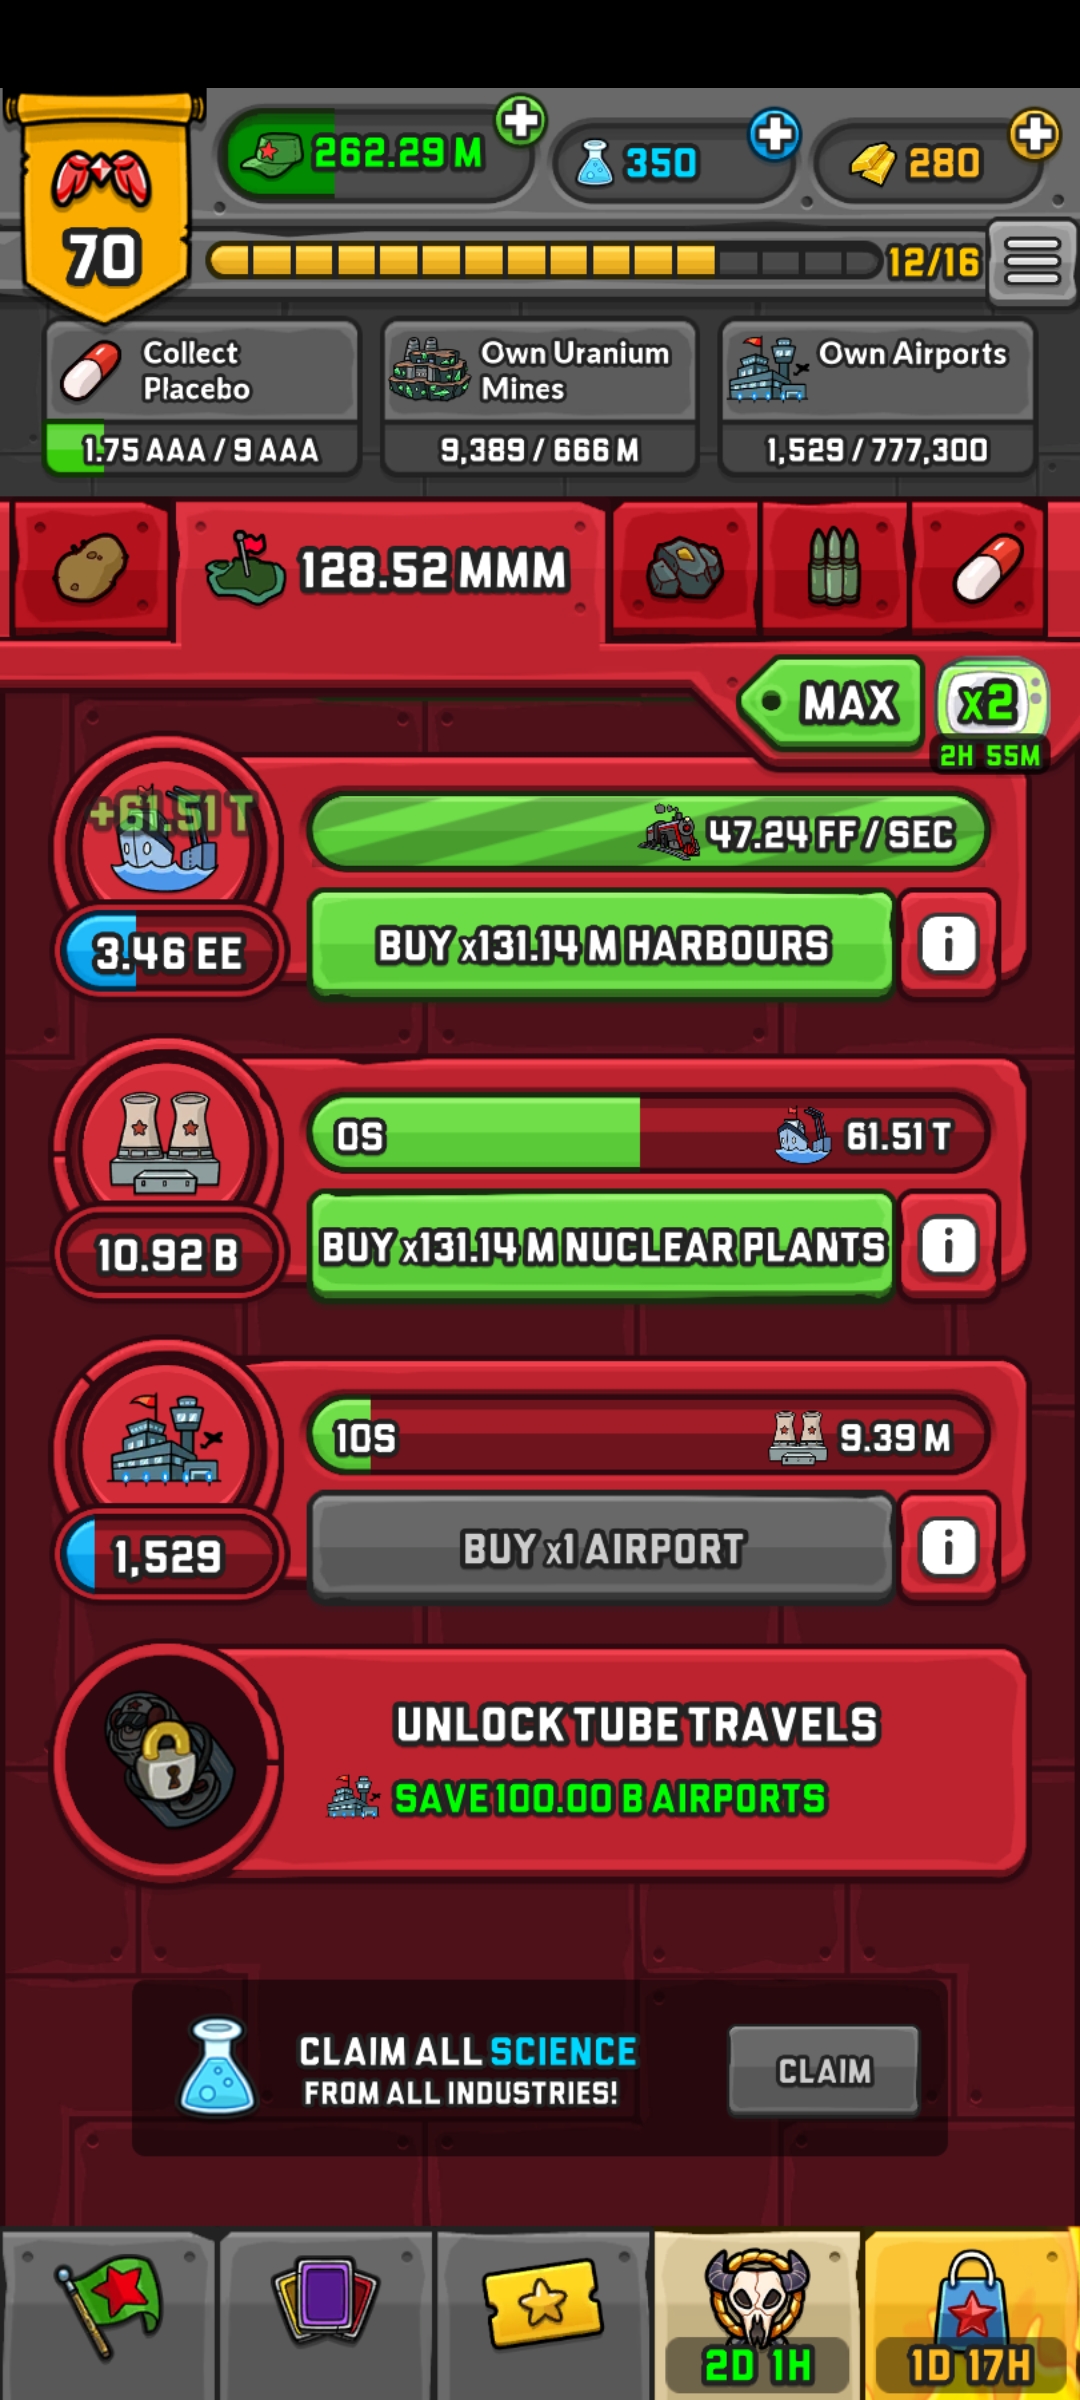 262.29 M
350
280
70
12/16
Collect
Placebo
1.75 AAA / 9 AAA
Own Uranium
Mines
9,389 / 666 M
Own Airports
1,529 / 777,300
128.52 MMM
MAX
x2
2H 55M
+61.51 T
47.24 FF / SEC
3.46 EE
BUY x131.14 M HARBOURS
i
0S
61.51 T
10.92 B
BUY x131.14 M NUCLEAR PLANTS
i
10S
9.39 M
1,529
BUY x1 AIRPORT
i
UNLOCK TUBE TRAVELS
SAVE 100.00 B AIRPORTS
CLAIM ALL SCIENCE
FROM ALL INDUSTRIES!
CLAIM
2D 1H
1D 17H